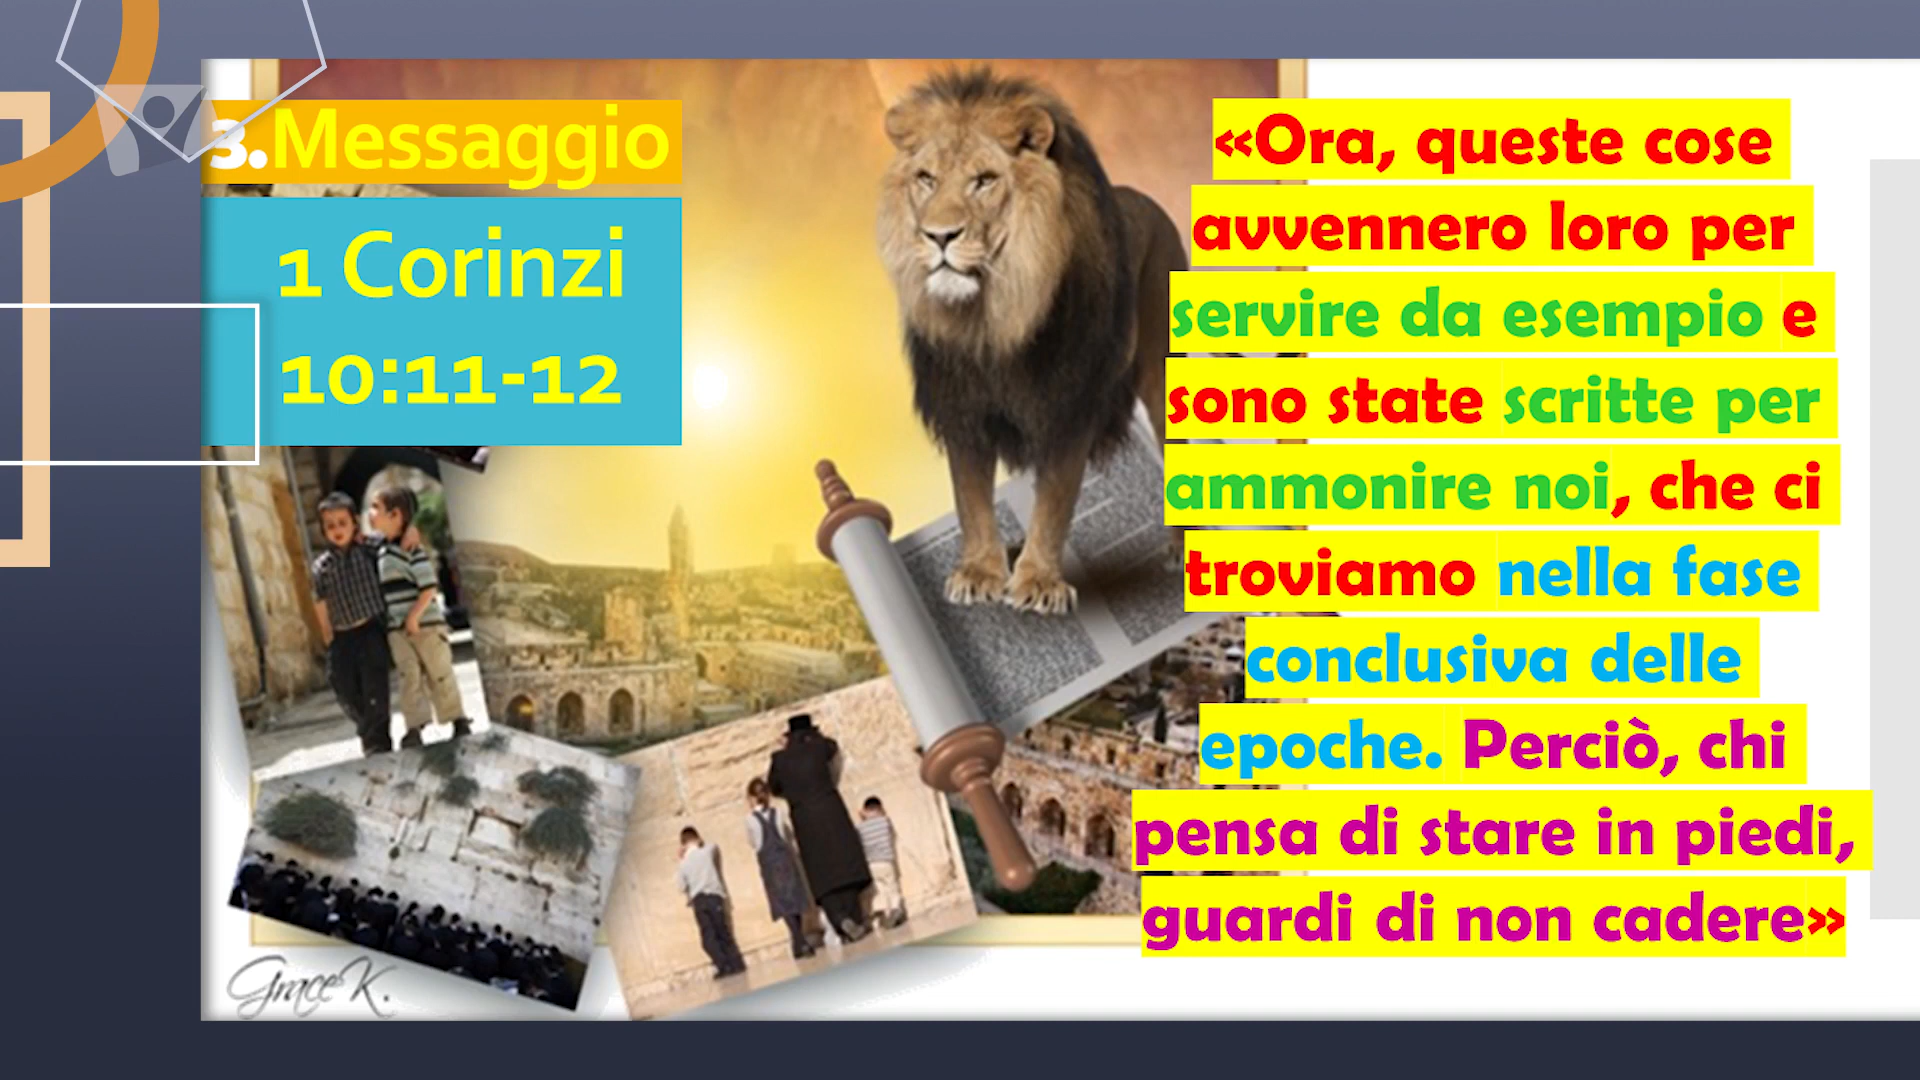 3.Messaggio
1 Corinzi
10:11-12
«Ora, queste cose
avvennero loro per
servire da esempio e
sono state scritte per
ammonire noi, che ci
troviamo nella fase
conclusiva delle
epoche. Perciò, chi
pensa di stare in piedi,
guardi di non cadere»
Grace K.